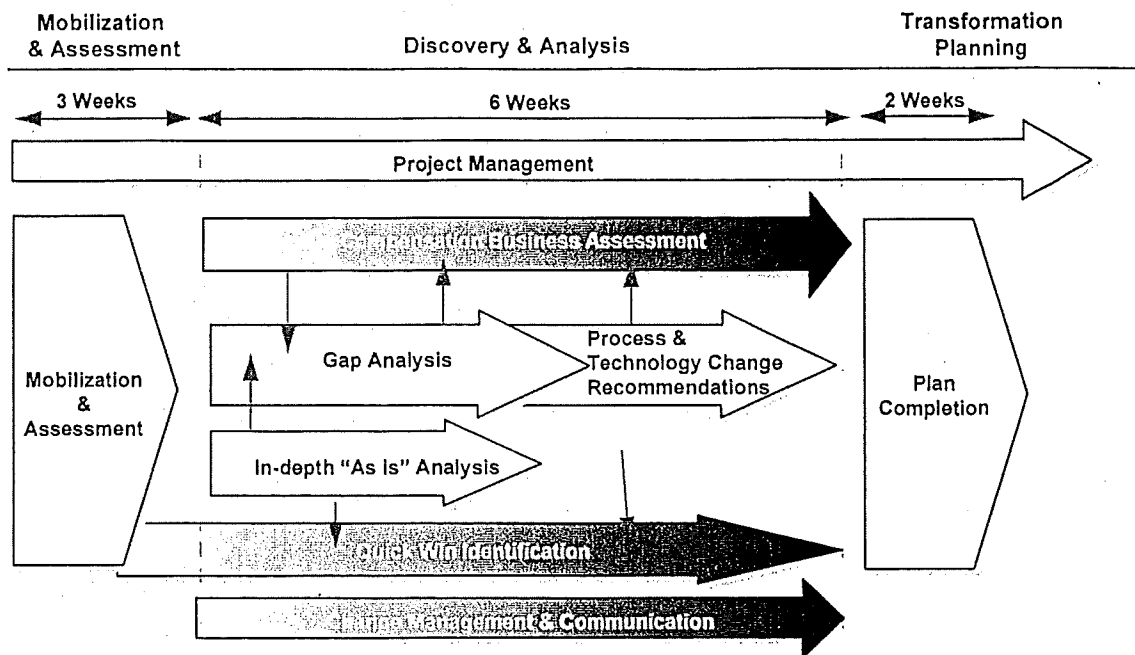 Mobilization
& Assessment
Discovery & Analysis
Transformation
Planning
3 Weeks
6 Weeks
2 Weeks
Project Management
Business Assessment
Gap Analysis
Process &
Technology Change
Recommendations
Mobilization
&
Assessment
Plan
Completion
In-depth "As is" Analysis
Quick Win Identification
Management & Communication